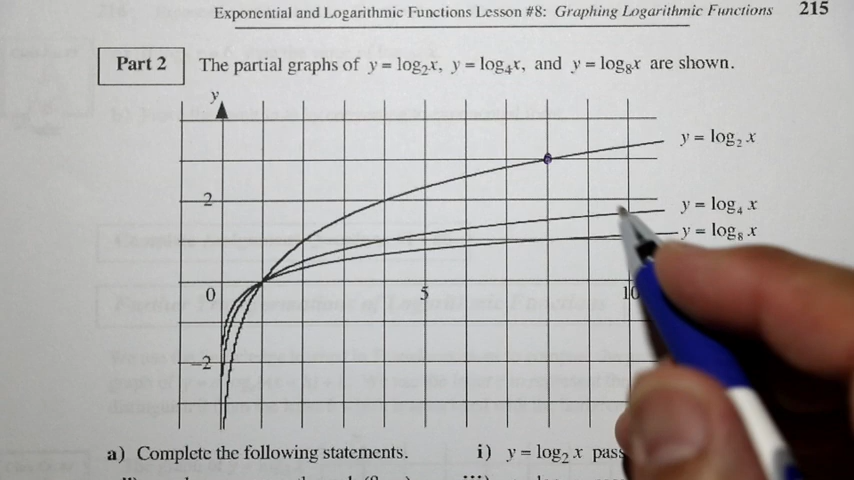 Exponential and Logarithmic Functions Lesson #8: Graphing Logarithmic Functions 215
Part 2 The partial graphs of y = log₂x, y = log₄x, and y = log₈x are shown.
y
y = log₂ x
2
y = log₄ x
y = log₈ x
0 5 10
−2
a) Complete the following statements. i) y = log₂ x pass